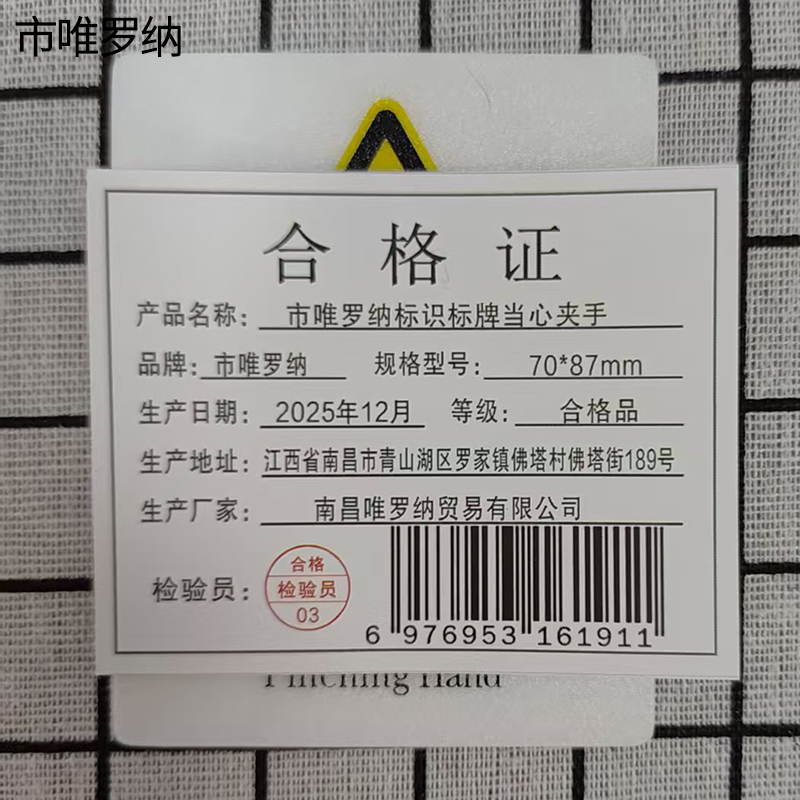 市唯罗纳
合格证
产品名称： 市唯罗纳标识标牌当心夹手
品牌： 市唯罗纳 规格型号： 70*87mm
生产日期： 2025年12月 等级： 合格品
生产地址： 江西省南昌市青山湖区罗家镇佛塔村佛塔街189号
生产厂家： 南昌唯罗纳贸易有限公司
检验员：
合格
检验员
03
6 976953 161911
Pinching Hand